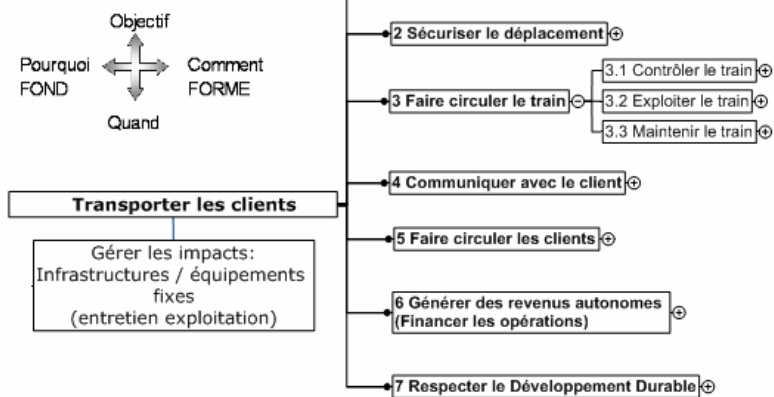 Objectif
Pourquoi Comment
FOND FORME
Quand
2 Sécuriser le déplacement
3 Faire circuler le train
3.1 Contrôler le train
3.2 Exploiter le train
3.3 Maintenir le train
4 Communiquer avec le client
Transporter les clients
Gérer les impacts:
Infrastructures / équipements
fixes
(entretien exploitation)
5 Faire circuler les clients
6 Générer des revenus autonomes
(Financer les opérations)
7 Respecter le Développement Durable